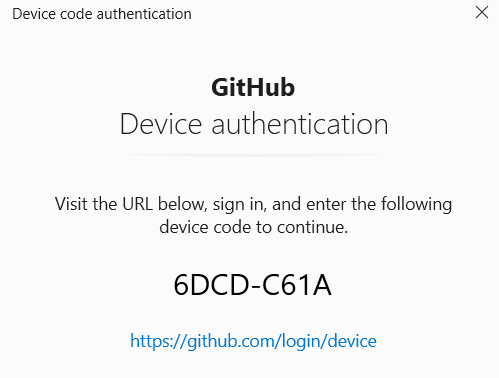 Device code authentication
GitHub
Device authentication
Visit the URL below, sign in, and enter the following
device code to continue.
6DCD-C61A
https://github.com/login/device